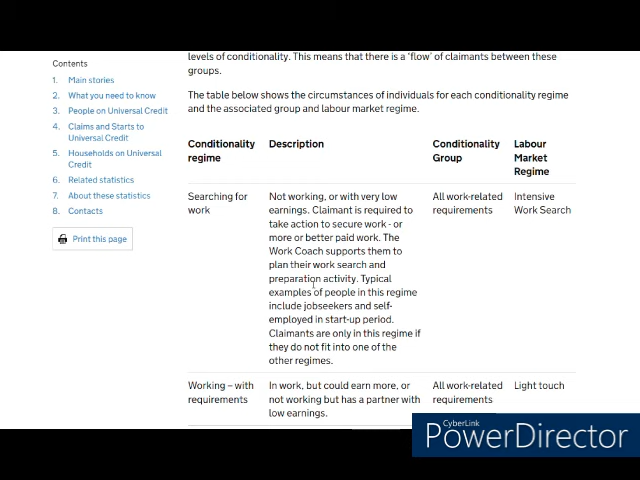 levels of conditionality. This means that there is a 'flow' of claimants between these
groups.
The table below shows the circumstances of individuals for each conditionality regime
and the associated group and labour market regime.
Contents
1. Main stories
2. What you need to know
3. People on Universal Credit
4. Claims and Starts to
Universal Credit
5. Households on Universal
Credit
6. Related statistics
7. About these statistics
8. Contacts
Print this page
Conditionality
regime
Description
Conditionality
Group
Labour
Market
Regime
Searching for
work
Not working, or with very low
earnings. Claimant is required to
take action to secure work - or
more or better paid work. The
Work Coach supports them to
plan their work search and
preparation activity. Typical
examples of people in this regime
include jobseekers and self-
employed in start-up period.
Claimants are only in this regime if
they do not fit into one of the
other regimes.
All work-related
requirements
Intensive
Work Search
Working – with
requirements
In work, but could earn more, or
not working but has a partner with
low earnings.
All work-related
requirements
Light touch
CyberLink
PowerDirector